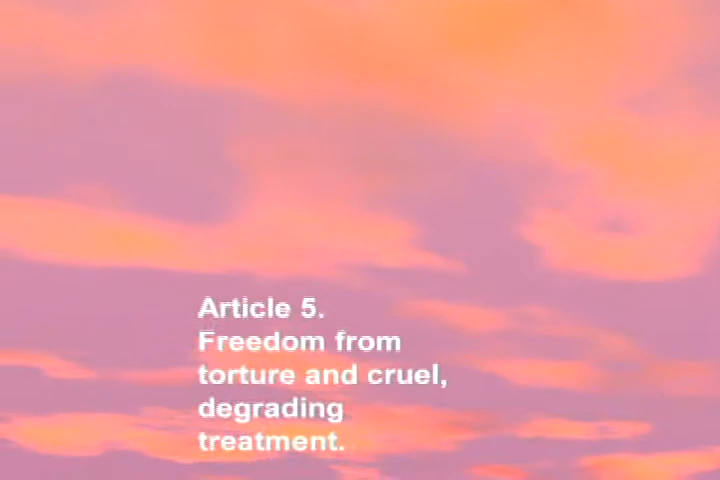 Article 5.
Freedom from
torture and cruel,
degrading
treatment.